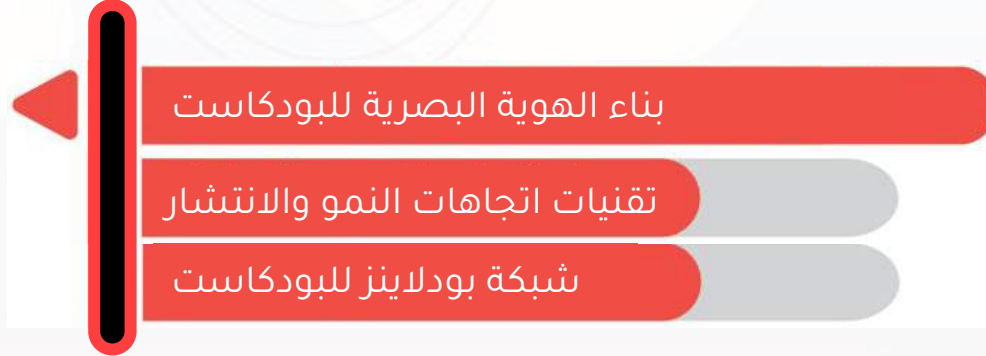 بناء الهوية البصرية للبودكاست
تقنيات اتجاهات النمو والانتشار
شبكة بودلاينز للبودكاست